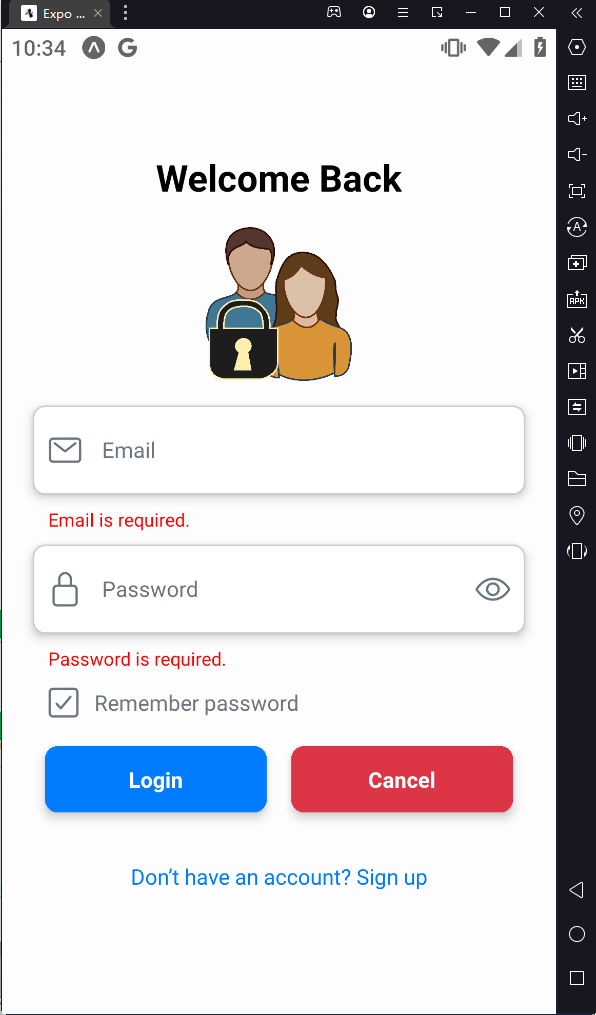 Expo ...
10:34
Welcome Back
Email
Email is required.
Password
Password is required.
Remember password
Login
Cancel
Don't have an account? Sign up